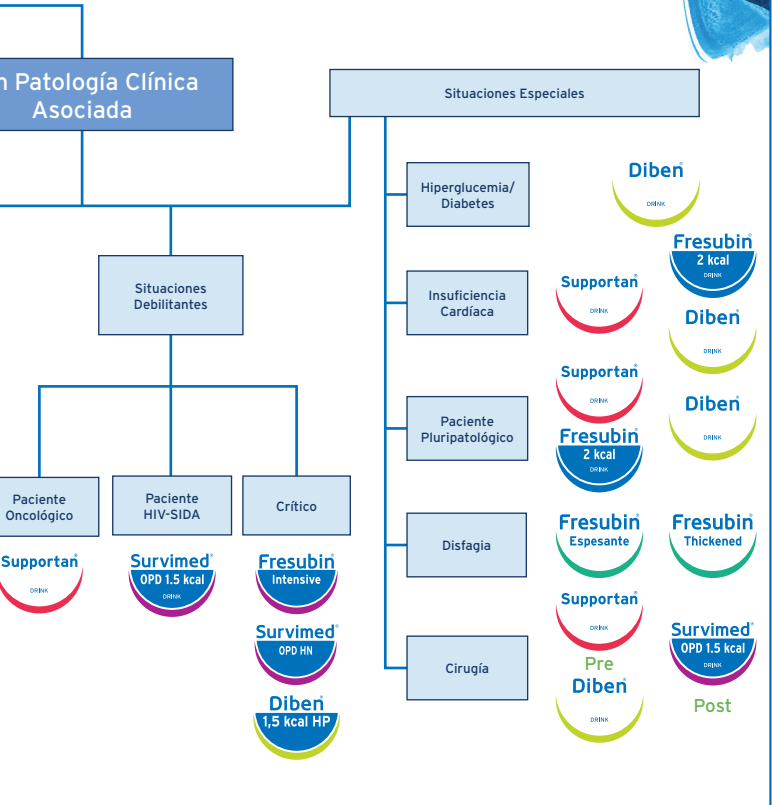 n Patología Clínica
Asociada
Situaciones Especiales
Situaciones
Debilitantes
Paciente
Oncológico
Supportan®
DRINK
Paciente
HIV-SIDA
Survimed®
OPD 1.5 kcal
DRINK
Crítico
Fresubin®
Intensive
Survimed®
OPD HN
Diben®
1,5 kcal HP
Hiperglucemia/
Diabetes
Diben®
DRINK
Insuficiencia
Cardíaca
Supportan®
DRINK
Fresubin®
2 kcal
DRINK
Diben®
DRINK
Paciente
Pluripatológico
Supportan®
DRINK
Fresubin®
2 kcal
DRINK
Diben®
DRINK
Disfagia
Fresubin®
Espesante
Fresubin®
Thickened
Cirugía
Supportan®
DRINK
Pre
Diben®
DRINK
Survimed®
OPD 1.5 kcal
DRINK
Post